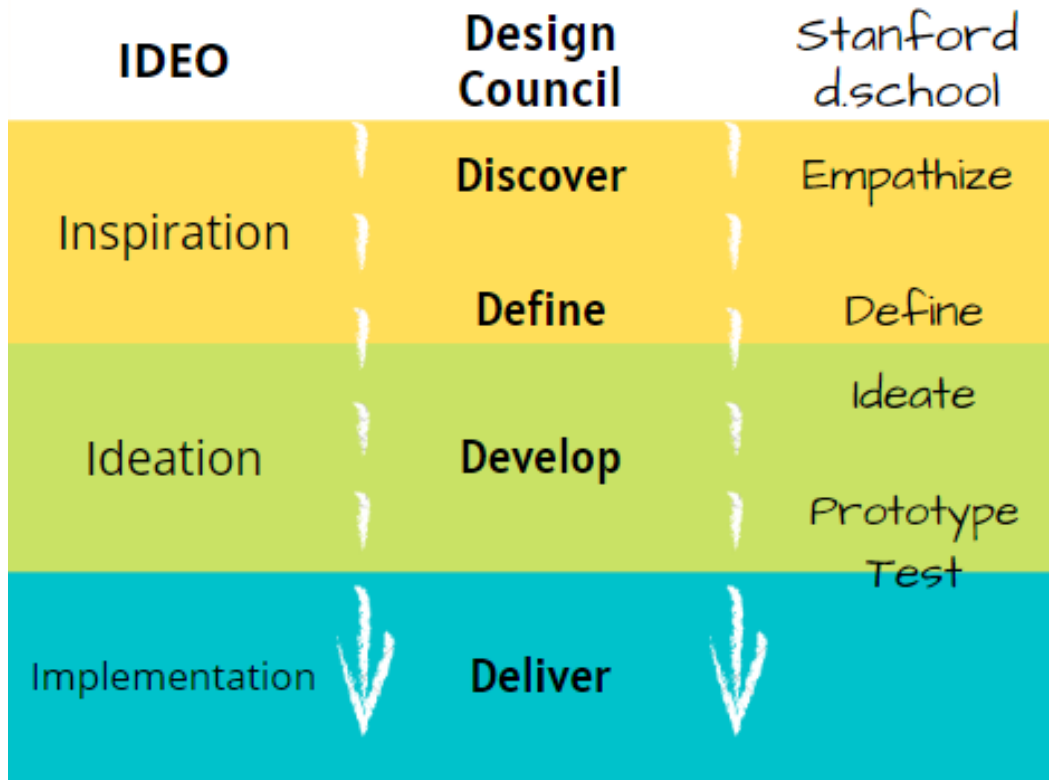 IDEO
Design
Council
Stanford
d.school
Inspiration
Discover
Empathize
Define
Define
Ideation
Develop
Ideate
Prototype
Test
Implementation
Deliver